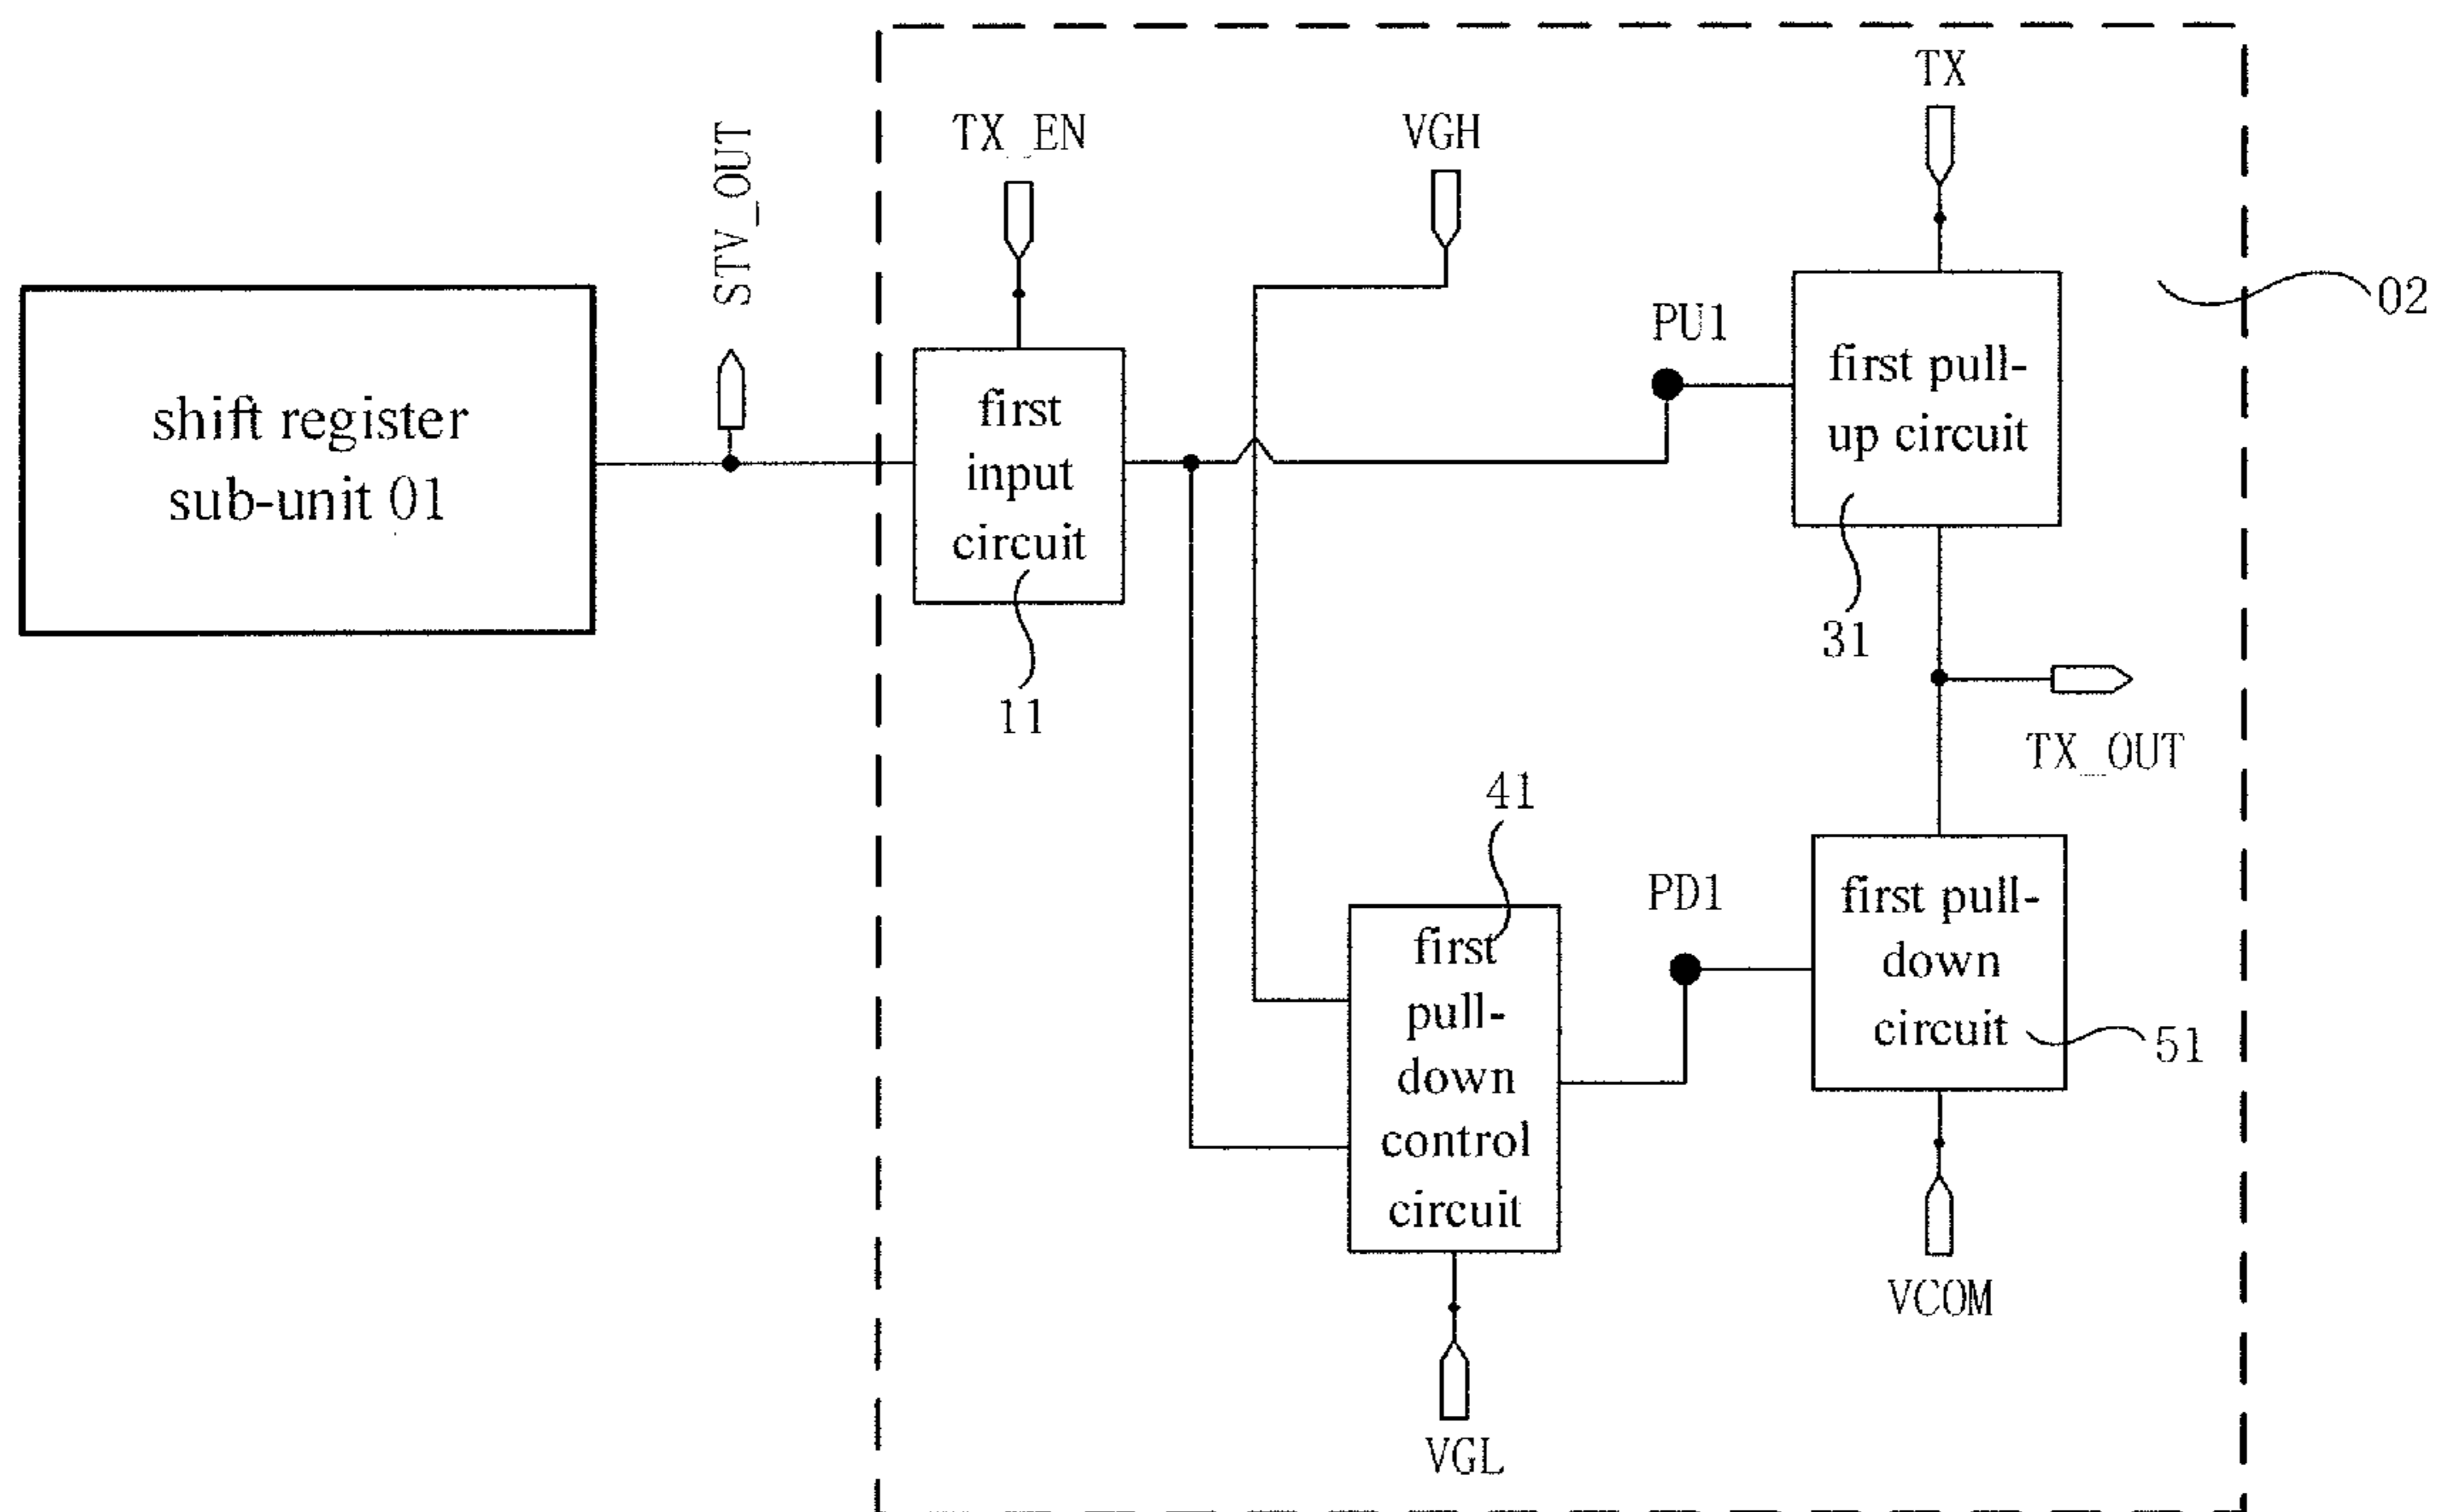 TX
TX_EN
VGH
STV_OUT
02
PU1
first pull-
up circuit
shift register
sub-unit 01
first
input
circuit
31
11
TX_OUT
41
PD1
first pull-
down
circuit
51
first
pull-
down
control
circuit
VCOM
VGL